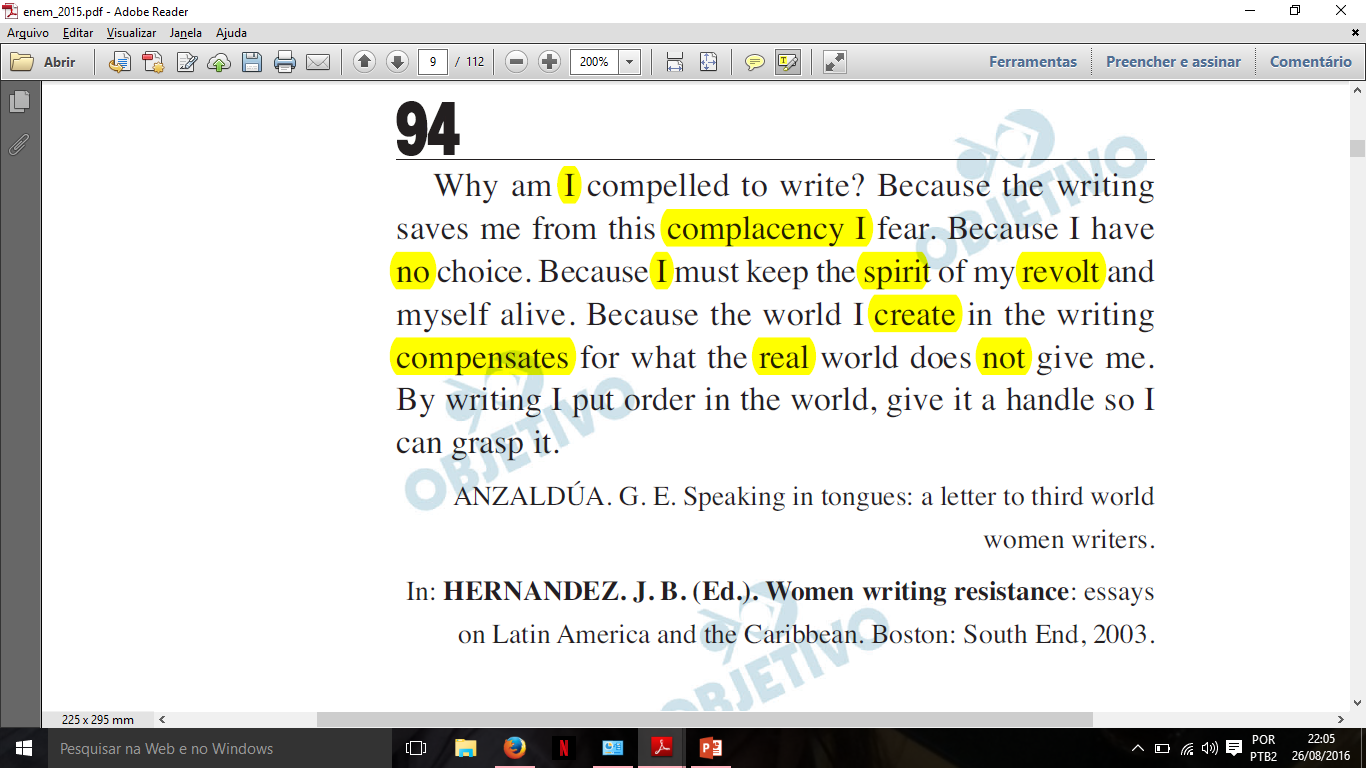 enem_2015.pdf - Adobe Reader
Arquivo Editar Visualizar Janela Ajuda
Abrir 9 / 112 200% Ferramentas Preencher e assinar Comentário
94
Why am I compelled to write? Because the writing
saves me from this complacency I fear. Because I have
no choice. Because I must keep the spirit of my revolt and
myself alive. Because the world I create in the writing
compensates for what the real world does not give me.
By writing I put order in the world, give it a handle so I
can grasp it.
ANZALDÚA. G. E. Speaking in tongues: a letter to third world
women writers.
In: HERNANDEZ. J. B. (Ed.). Women writing resistance: essays
on Latin America and the Caribbean. Boston: South End, 2003.
OBJETIVO
OBJETIVO
OBJETIVO
225 x 295 mm
Pesquisar na Web e no Windows
POR 22:05
PTB2 26/08/2016